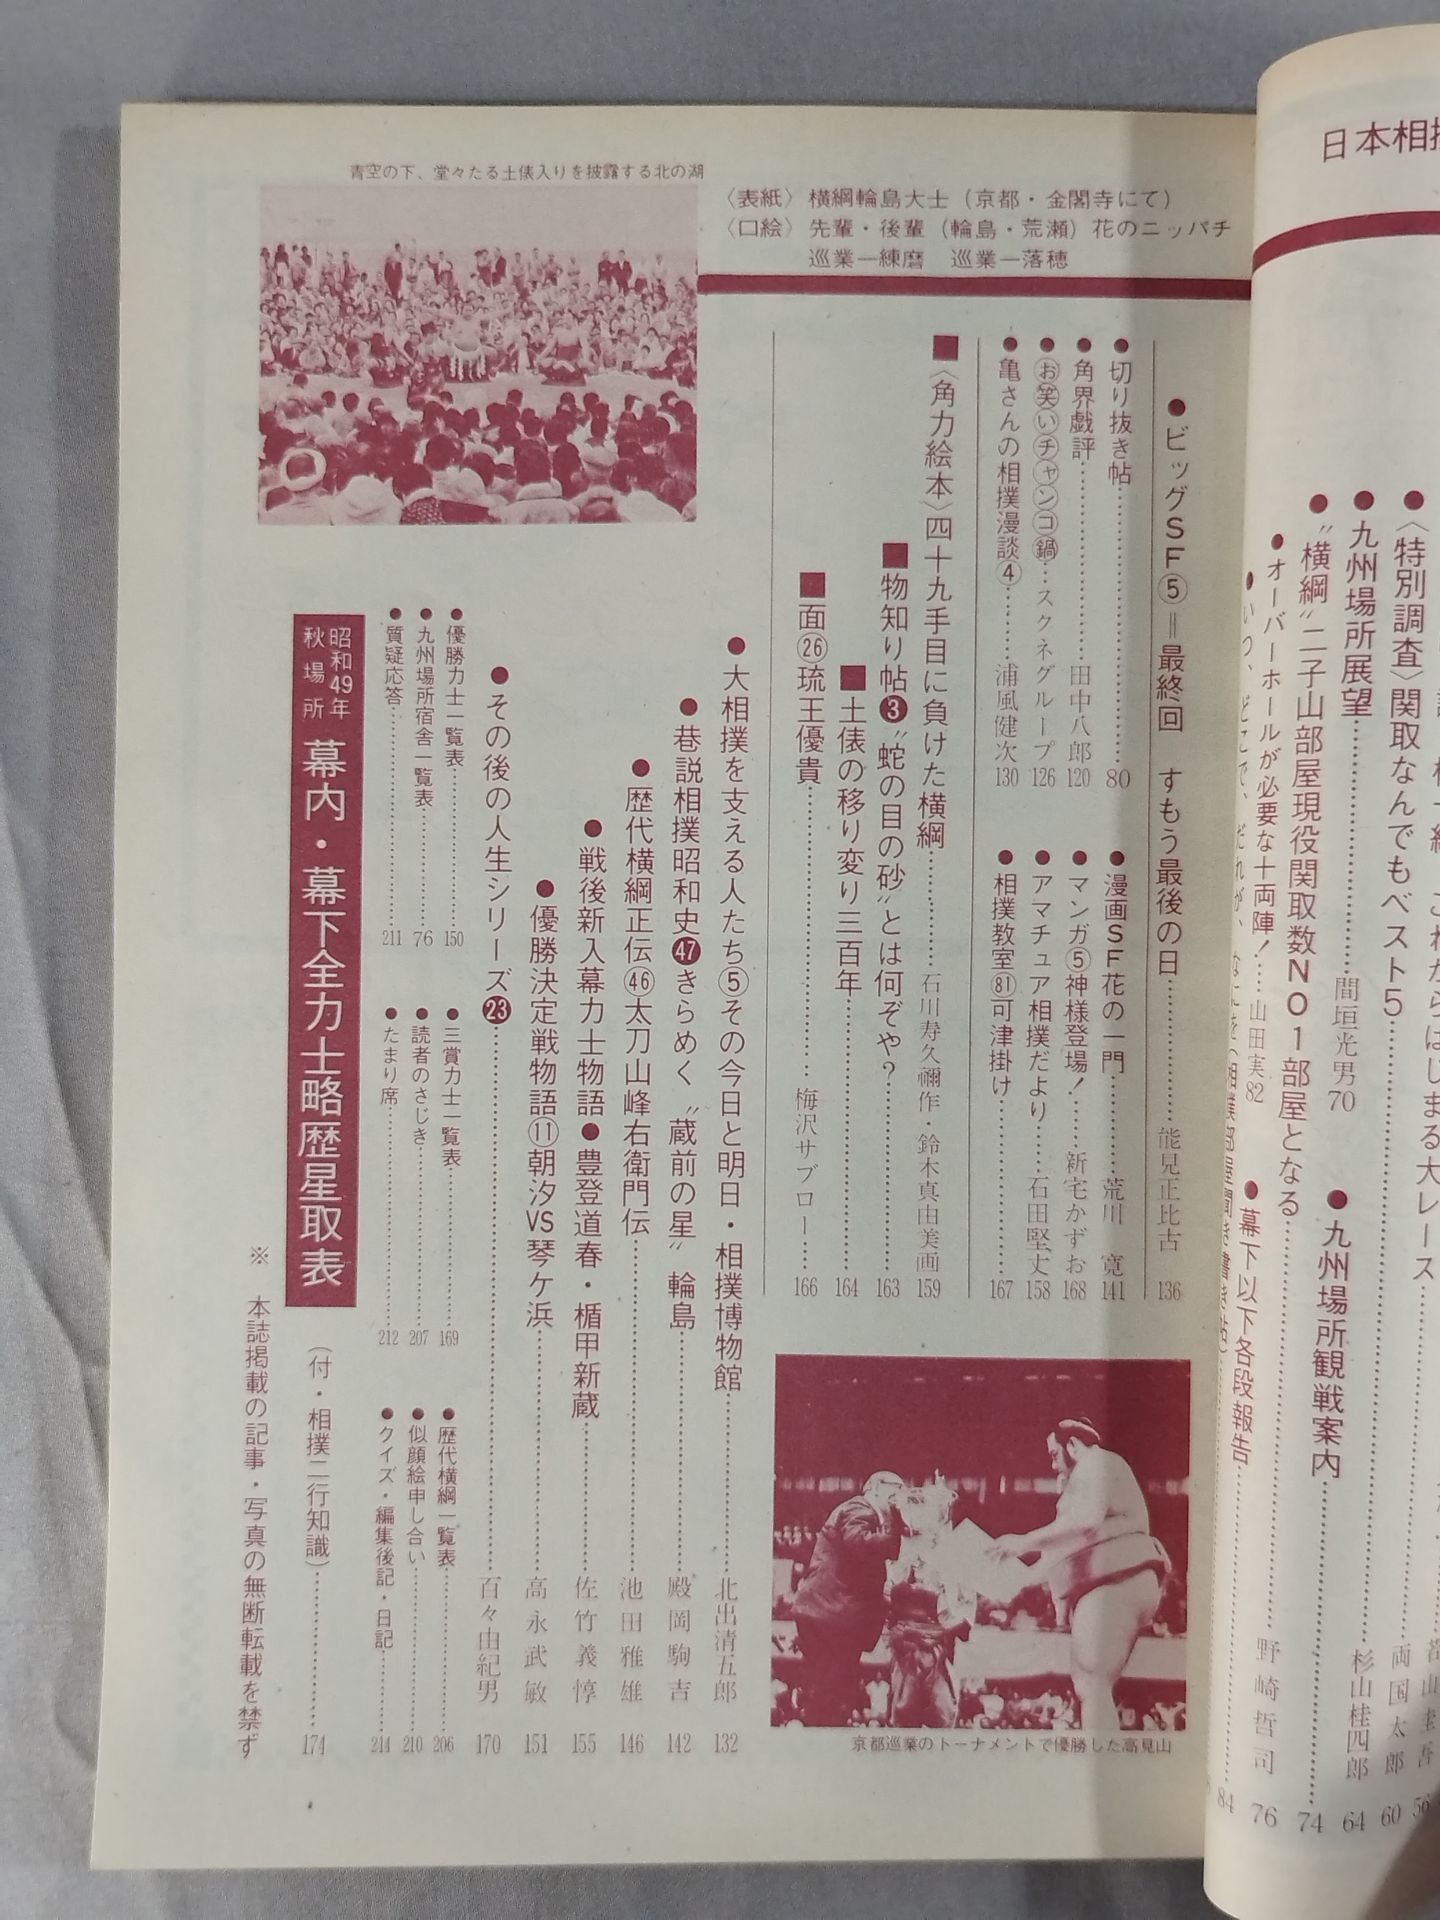 日本相
●〈特別調査〉関取なんでもベスト5
●九州場所展望……間垣光男70
●九州場所観戦案内……杉山桂四郎 64
●〝横綱〟二子山部屋現役関取数NO1部屋となる……74
●オーバーホールが必要な十両陣!……山田実82
●幕下以下各段報告……野崎哲司 76
●いつ、どこで、だれが、なにを(相撲部屋聞き書き帖)……84
両国太郎 60
56
〈表紙〉横綱輪島大士(京都・金閣寺にて)
〈口絵〉先輩・後輩(輪島・荒瀬)花のニッパチ
巡業―練磨 巡業―落穂
青空の下、堂々たる土俵入りを披露する北の湖
●ビッグSF⑤=最終回 すもう最後の日……能見正比古 136
●切り抜き帖……80
●角界戯評……田中八郎 120
●お笑いチャンコ鍋…スクネグループ 126
●亀さんの相撲漫談④……浦風健次 130
●漫画SF花の一門……荒川 寛 141
●マンガ⑤神様登場!……新宅かずお 168
●アマチュア相撲だより……石田堅丈 158
●相撲教室㉛可津掛け……167
■〈角力絵本〉四十九手目に負けた横綱……石川寿久禰作・鈴木真由美画 159
■物知り帖❸〝蛇の目の砂〟とは何ぞや?……163
■土俵の移り変り三百年……164
■面㉖琉王優貴……梅沢サブロー… 166
●大相撲を支える人たち⑤その今日と明日・相撲博物館……北出清五郎 132
●巷説相撲昭和史㊼きらめく〝蔵前の星〟輪島……殿岡駒吉 142
●歴代横綱正伝㊻太刀山峰右衛門伝……池田雅雄 146
●戦後新入幕力士物語●豊登道春・楯甲新蔵……佐竹義惇 155
●優勝決定戦物語⑪朝汐VS琴ケ浜……高永武敏 151
●その後の人生シリーズ㉓……百々由紀男 170
●優勝力士一覧表……150
●九州場所宿舎一覧表……76
●質疑応答……211
●三賞力士一覧表……169
●読者のさじき……207
●たまり席……212
●歴代横綱一覧表……206
●似顔絵申し合い……210
●クイズ・編集後記・日記……214
昭和49年
秋場所
幕内・幕下全力士略歴星取表
(付・相撲二行知識)……174
※ 本誌掲載の記事・写真の無断転載を禁ず
京都巡業のトーナメントで優勝した高見山